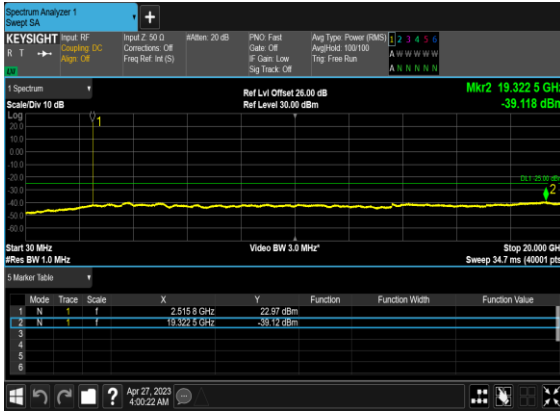 Spectrum Analyzer 1
Swept SA
+
KEYSIGHT Input: RF Input Z: 50 Ω #Atten: 20 dB PNO: Fast Avg Type: Power (RMS) 1 2 3 4 5 6
R T Coupling: DC Corrections: Off Gate: Off Avg|Hold: 100/100 A W W W W W
Align: Off Freq Ref: Int (S) IF Gain: Low Trig: Free Run
Sig Track: Off A N N N N N
1 Spectrum Ref Lvl Offset 26.00 dB Mkr2 19.322 5 GHz
Scale/Div 10 dB Ref Level 30.00 dBm -39.118 dBm
Log
1
20.0
10.0
0.00
-10.0
-20.0
-30.0
-40.0
-50.0
-60.0
2
Start 30 MHz Video BW 3.0 MHz* Stop 20.000 GH
#Res BW 1.0 MHz Sweep 34.7 ms (40001 pts
5 Marker Table
Mode Trace Scale X Y Function Function Width Function Value
1 N 1 f 2.515 8 GHz 22.97 dBm
2 N 1 f 19.322 5 GHz -39.12 dBm
3
4
5
6
? Apr 27, 2023
4:00:22 AM